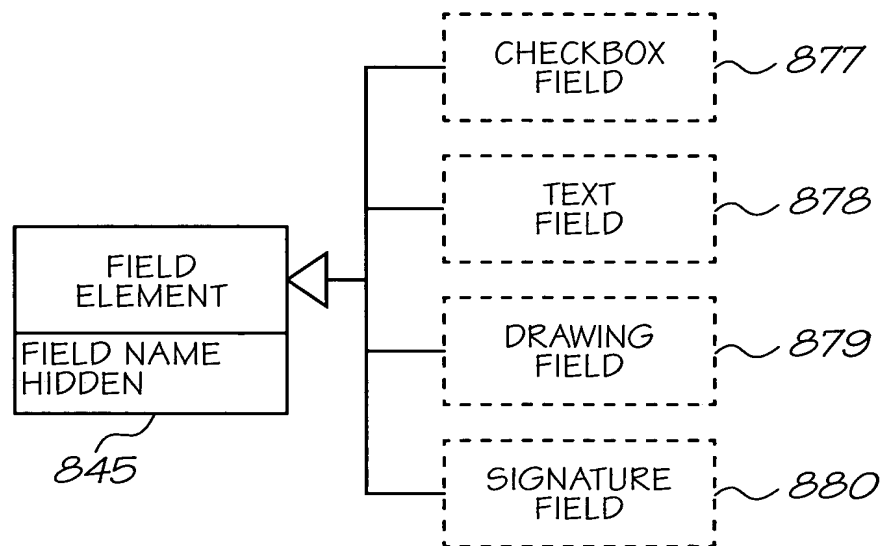 CHECKBOX
FIELD
877
TEXT
FIELD
878
FIELD
ELEMENT
FIELD NAME
HIDDEN
845
DRAWING
FIELD
879
SIGNATURE
FIELD
880